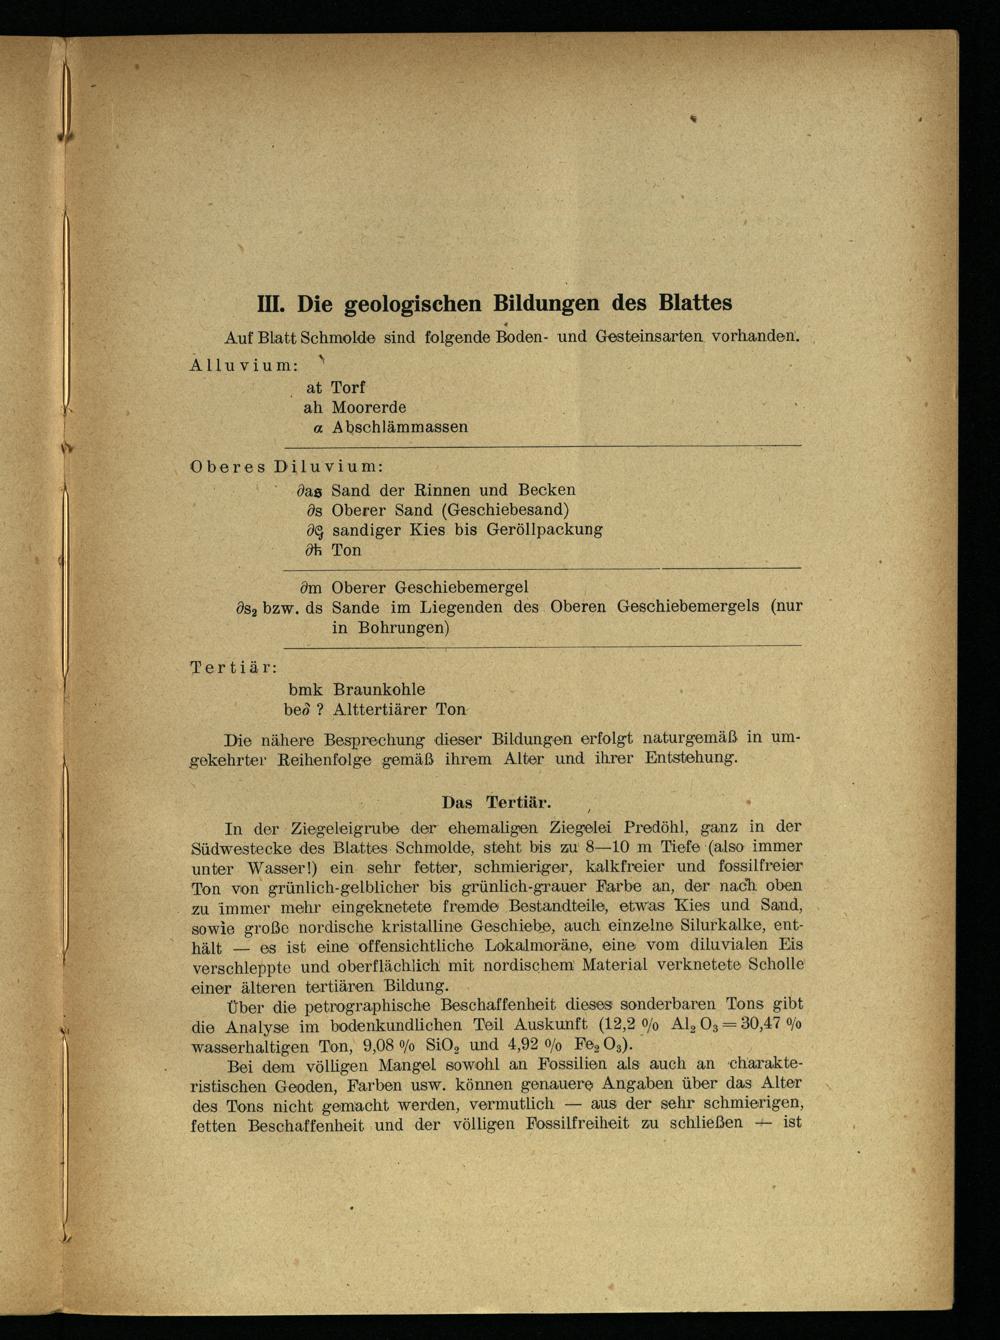 III. Die geologischen Bildungen des Blattes
Auf Blatt Schmolde sind folgende Boden- und Gesteinsarten vorhanden.
Alluvium:
at Torf
ah Moorerde
α Abschlämmassen
Oberes Diluvium:
∂as Sand der Rinnen und Becken
∂s Oberer Sand (Geschiebesand)
∂G sandiger Kies bis Geröllpackung
∂h Ton
∂m Oberer Geschiebemergel
∂s₂ bzw. ds Sande im Liegenden des Oberen Geschiebemergels (nur
in Bohrungen)
Tertiär:
bmk Braunkohle
beδ ? Alttertiärer Ton
Die nähere Besprechung dieser Bildungen erfolgt naturgemäß in um-
gekehrter Reihenfolge gemäß ihrem Alter und ihrer Entstehung.
Das Tertiär.
In der Ziegeleigrube der ehemaligen Ziegelei Predöhl, ganz in der
Südwestecke des Blattes Schmolde, steht bis zu 8—10 m Tiefe (also immer
unter Wasser!) ein sehr fetter, schmieriger, kalkfreier und fossilfreier
Ton von grünlich-gelblicher bis grünlich-grauer Farbe an, der nach oben
zu immer mehr eingeknetete fremde Bestandteile, etwas Kies und Sand,
sowie große nordische kristalline Geschiebe, auch einzelne Silurkalke, ent-
hält — es ist eine offensichtliche Lokalmoräne, eine vom diluvialen Eis
verschleppte und oberflächlich mit nordischem Material verknetete Scholle
einer älteren tertiären Bildung.
Über die petrographische Beschaffenheit dieses sonderbaren Tons gibt
die Analyse im bodenkundlichen Teil Auskunft (12,2 % Al₂ O₃ = 30,47 %
wasserhaltigen Ton, 9,08 % SiO₂ und 4,92 % Fe₂ O₃).
Bei dem völligen Mangel sowohl an Fossilien als auch an charakte-
ristischen Geoden, Farben usw. können genauere Angaben über das Alter
des Tons nicht gemacht werden, vermutlich — aus der sehr schmierigen,
fetten Beschaffenheit und der völligen Fossilfreiheit zu schließen — ist